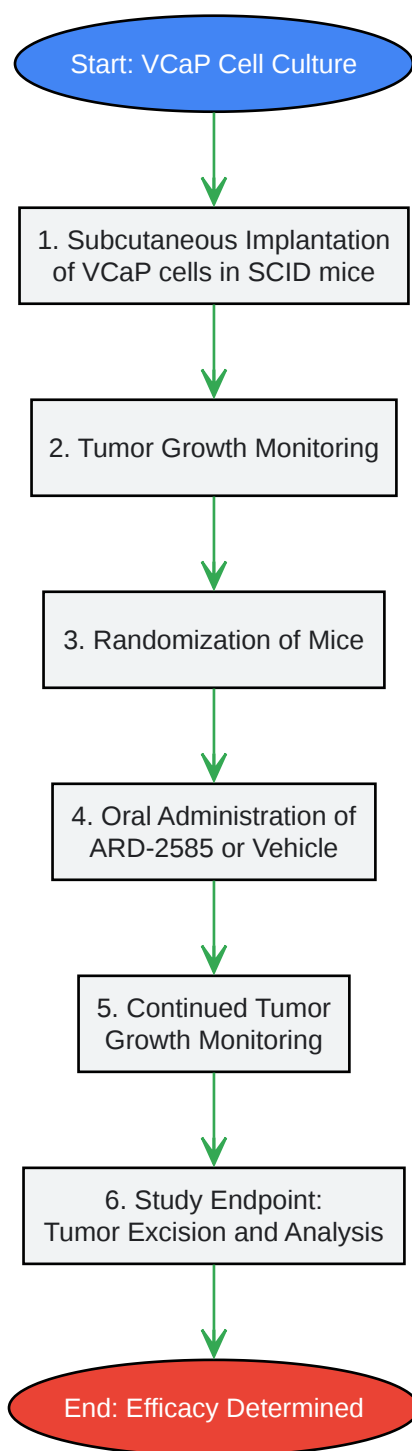 Start: VCaP Cell Culture
1. Subcutaneous Implantation
of VCaP cells in SCID mice
2. Tumor Growth Monitoring
3. Randomization of Mice
4. Oral Administration of
ARD-2585 or Vehicle
5. Continued Tumor
Growth Monitoring
6. Study Endpoint:
Tumor Excision and Analysis
End: Efficacy Determined